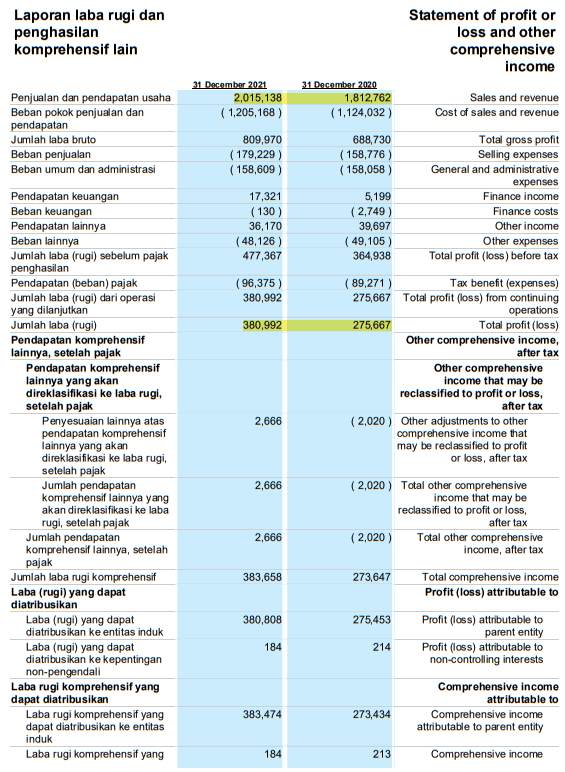 Laporan laba rugi dan
penghasilan
komprehensif lain
Statement of profit or
loss and other
comprehensive
income
31 December 2021 31 December 2020
Penjualan dan pendapatan usaha 2,015,138 1,812,762 Sales and revenue
Beban pokok penjualan dan
pendapatan
( 1,205,168 ) ( 1,124,032 ) Cost of sales and revenue
Jumlah laba bruto 809,970 688,730 Total gross profit
Beban penjualan ( 179,229 ) ( 158,776 ) Selling expenses
Beban umum dan administrasi ( 158,609 ) ( 158,058 ) General and administrative
expenses
Pendapatan keuangan 17,321 5,199 Finance income
Beban keuangan ( 130 ) ( 2,749 ) Finance costs
Pendapatan lainnya 36,170 39,697 Other income
Beban lainnya ( 48,126 ) ( 49,105 ) Other expenses
Jumlah laba (rugi) sebelum pajak
penghasilan
477,367 364,938 Total profit (loss) before tax
Pendapatan (beban) pajak ( 96,375 ) ( 89,271 ) Tax benefit (expenses)
Jumlah laba (rugi) dari operasi
yang dilanjutkan
380,992 275,667 Total profit (loss) from continuing
operations
Jumlah laba (rugi) 380,992 275,667 Total profit (loss)
Pendapatan komprehensif
lainnya, setelah pajak
Other comprehensive income,
after tax
Pendapatan komprehensif
lainnya yang akan
direklasifikasi ke laba rugi,
setelah pajak
Other comprehensive
income that may be
reclassified to profit or loss,
after tax
Penyesuaian lainnya atas
pendapatan komprehensif
lainnya yang akan
direklasifikasi ke laba rugi,
setelah pajak
2,666 ( 2,020 ) Other adjustments to other
comprehensive income that
may be reclassified to profit
or loss, after tax
Jumlah pendapatan
komprehensif lainnya yang
akan direklasifikasi ke laba
rugi, setelah pajak
2,666 ( 2,020 ) Total other comprehensive
income that may be
reclassified to profit or loss,
after tax
Jumlah pendapatan
komprehensif lainnya, setelah
pajak
2,666 ( 2,020 ) Total other comprehensive
income, after tax
Jumlah laba rugi komprehensif 383,658 273,647 Total comprehensive income
Laba (rugi) yang dapat
diatribusikan
Profit (loss) attributable to
Laba (rugi) yang dapat
diatribusikan ke entitas induk
380,808 275,453 Profit (loss) attributable to
parent entity
Laba (rugi) yang dapat
diatribusikan ke kepentingan
non-pengendali
184 214 Profit (loss) attributable to
non-controlling interests
Laba rugi komprehensif yang
dapat diatribusikan
Comprehensive income
attributable to
Laba rugi komprehensif yang
dapat diatribusikan ke entitas
induk
383,474 273,434 Comprehensive income
attributable to parent entity
Laba rugi komprehensif yang 184 213 Comprehensive income